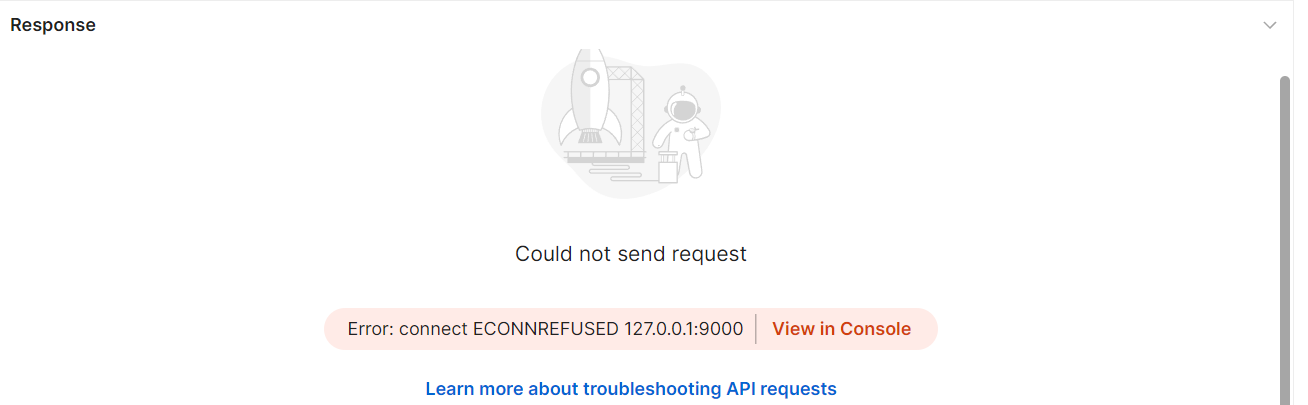 Response
Could not send request
Error: connect ECONNREFUSED 127.0.0.1:9000 View in Console
Learn more about troubleshooting API requests